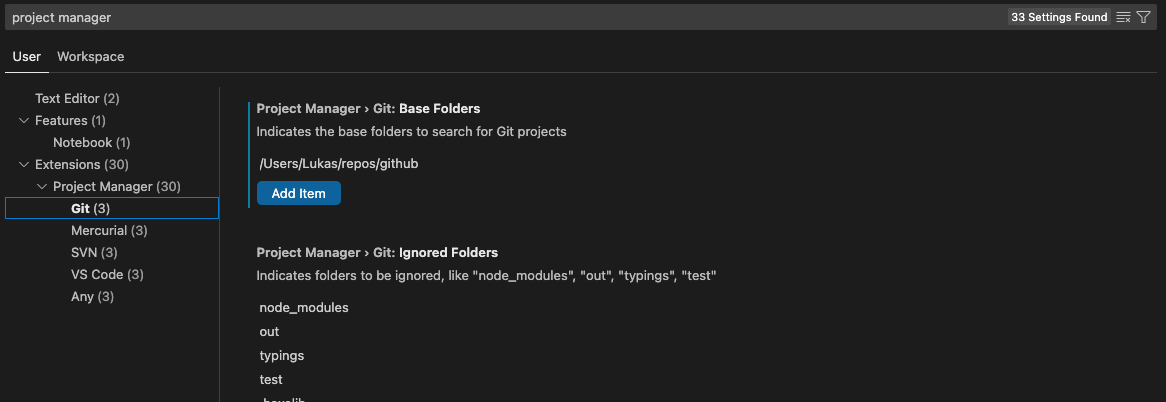 project manager
33 Settings Found
User Workspace
Text Editor (2)
Features (1)
Notebook (1)
Extensions (30)
Project Manager (30)
Git (3)
Mercurial (3)
SVN (3)
VS Code (3)
Any (3)
Project Manager › Git: Base Folders
Indicates the base folders to search for Git projects
/Users/Lukas/repos/github
Add Item
Project Manager › Git: Ignored Folders
Indicates folders to be ignored, like "node_modules", "out", "typings", "test"
node_modules
out
typings
test